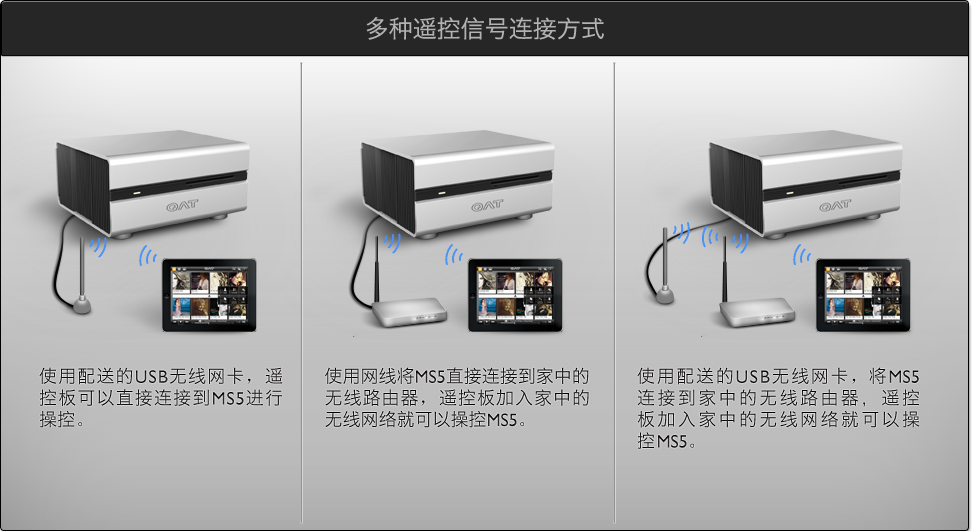 多种遥控信号连接方式
QAT
QAT
QAT
使用配送的USB无线网卡，遥
控板可以直接连接到MS5进行
操控。
使用网线将MS5直接连接到家中的
无线路由器，遥控板加入家中的
无线网络就可以操控MS5。
使用配送的USB无线网卡，将MS5
连接到家中的无线路由器，遥控
板加入家中的无线网络就可以操
控MS5。